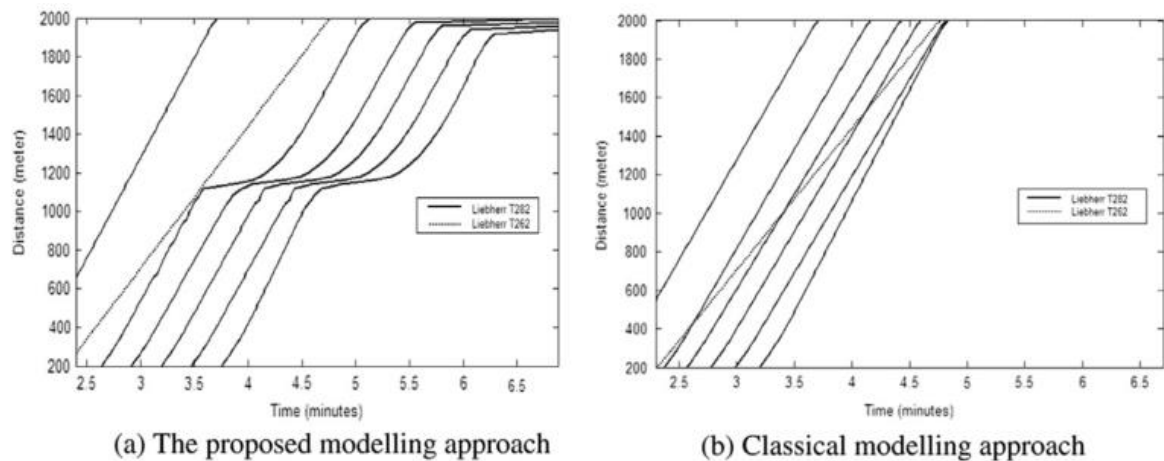 2000
1800
1600
1400
1200
1000
800
600
400
200
Distance (meter)
2.5 3 3.5 4 4.5 5 5.5 6 6.5
Time (minutes)
Liebherr T282
Liebherr T262
(a) The proposed modelling approach
2000
1800
1600
1400
1200
1000
800
600
400
200
Distance (meter)
2.5 3 3.5 4 4.5 5 5.5 6 6.5
Time (minutes)
Liebherr T282
Liebherr T262
(b) Classical modelling approach